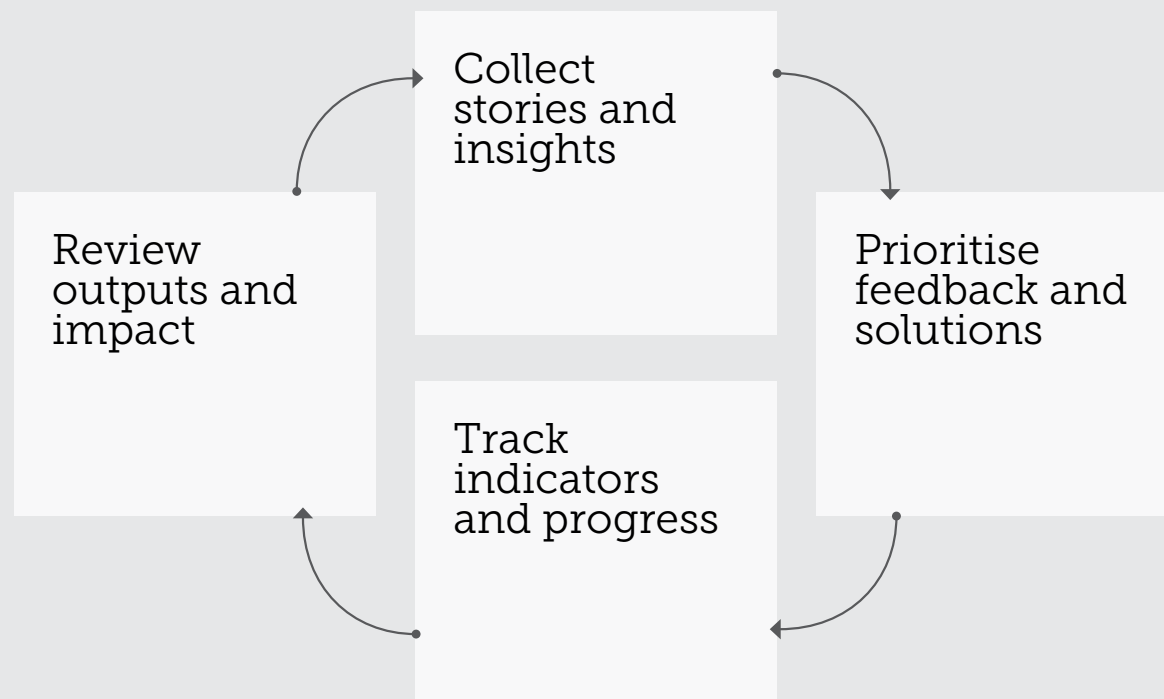 Collect
stories and
insights
Prioritise
feedback and
solutions
Track
indicators
and progress
Review
outputs and
impact